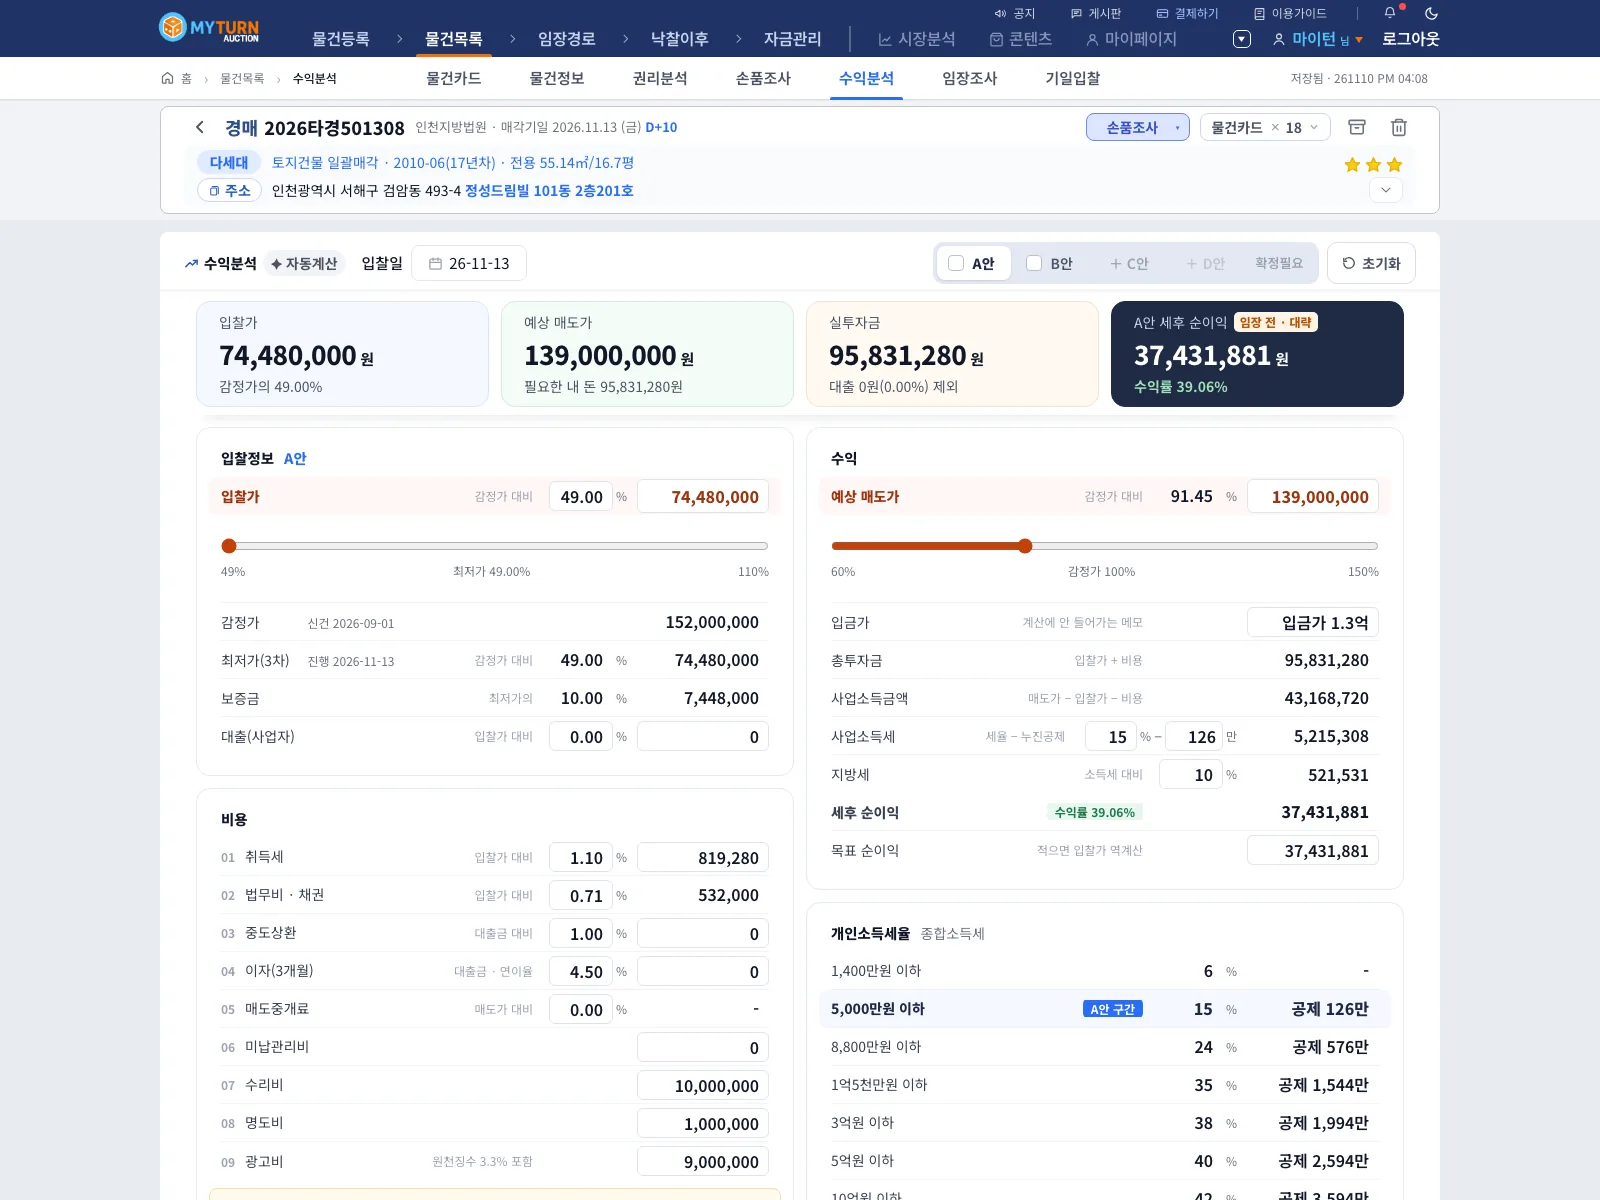 공지 게시판 결제하기 이용가이드
MYTURN AUCTION 물건등록 물건목록 임장경로 낙찰이후 자금관리 시장분석 콘텐츠 마이페이지 마이턴 님 로그아웃
홈 물건목록 수익분석 물건카드 물건정보 권리분석 손품조사 수익분석 임장조사 기일입찰 저장됨 · 261110 PM 04:08
경매 2026타경501308 인천지방법원 · 매각기일 2026.11.13 (금) D+10 손품조사 물건카드 × 18
다세대 토지건물 일괄매각 · 2010-06(17년차) · 전용 55.14㎡/16.7평
주소 인천광역시 서해구 검암동 493-4 정성드림빌 101동 2층201호
수익분석 자동계산 입찰일 26-11-13 A안 B안 + C안 + D안 확정필요 초기화
입찰가
74,480,000 원
감정가의 49.00%
예상 매도가
139,000,000 원
필요한 내 돈 95,831,280원
실투자금
95,831,280 원
대출 0원(0.00%) 제외
A안 세후 순이익 임장 전 · 대략
37,431,881 원
수익률 39.06%
입찰정보 A안
입찰가 감정가 대비 49.00 % 74,480,000
49% 최저가 49.00% 110%
감정가 신건 2026-09-01 152,000,000
최저가(3차) 진행 2026-11-13 감정가 대비 49.00 % 74,480,000
보증금 최저가의 10.00 % 7,448,000
대출(사업자) 입찰가 대비 0.00 % 0
비용
01 취득세 입찰가 대비 1.10 % 819,280
02 법무비 · 채권 입찰가 대비 0.71 % 532,000
03 중도상환 대출금 대비 1.00 % 0
04 이자(3개월) 대출금 · 연이율 4.50 % 0
05 매도중개료 매도가 대비 0.00 % -
06 미납관리비 0
07 수리비 10,000,000
08 명도비 1,000,000
09 광고비 원천징수 3.3% 포함 9,000,000
수익
예상 매도가 감정가 대비 91.45 % 139,000,000
60% 감정가 100% 150%
입금가 계산에 안 들어가는 메모 입금가 1.3억
총투자금 입찰가 + 비용 95,831,280
사업소득금액 매도가 − 입찰가 − 비용 43,168,720
사업소득세 세율 − 누진공제 15 % − 126 만 5,215,308
지방세 소득세 대비 10 % 521,531
세후 순이익 수익률 39.06% 37,431,881
목표 순이익 적으면 입찰가 역계산 37,431,881
개인소득세율 종합소득세
1,400만원 이하 6 % -
5,000만원 이하 A안 구간 15 % 공제 126만
8,800만원 이하 24 % 공제 576만
1억5천만원 이하 35 % 공제 1,544만
3억원 이하 38 % 공제 1,994만
5억원 이하 40 % 공제 2,594만
10억원 이하 42 % 공제 3,594만